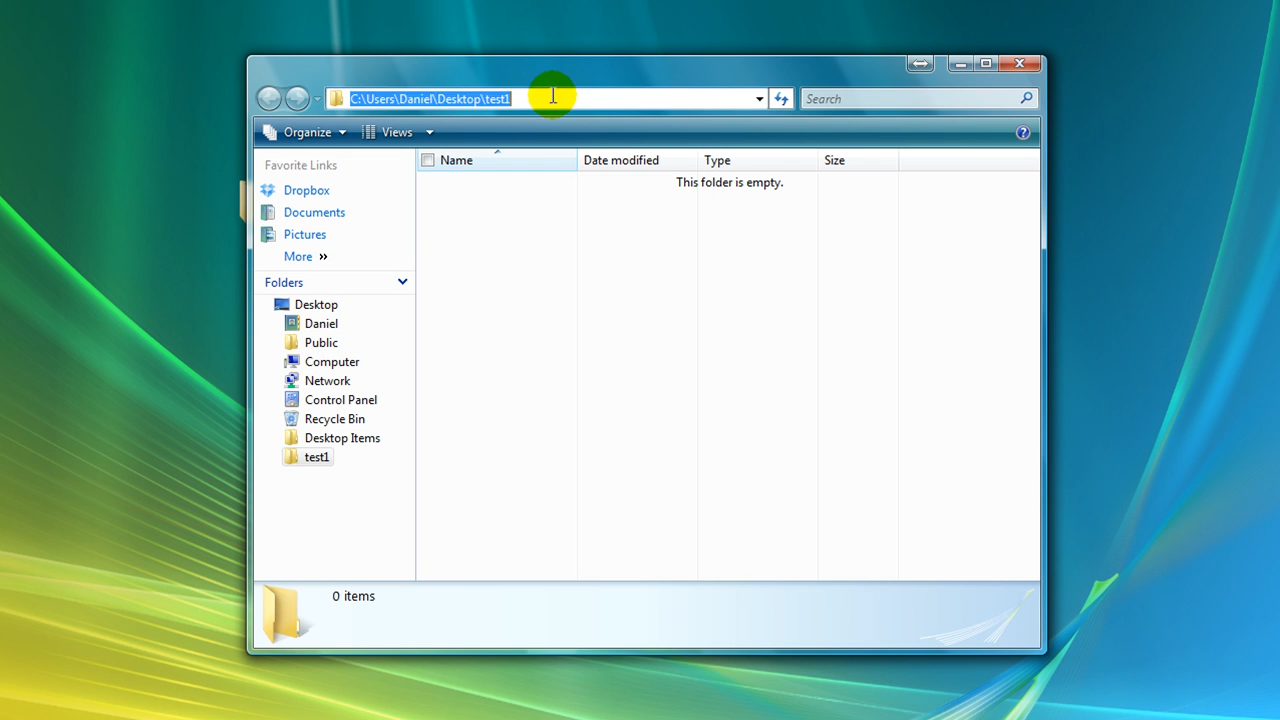 C:\Users\Daniel\Desktop\test1
Search
Organize
Views
Favorite Links
Dropbox
Documents
Pictures
More »
Folders
Desktop
Daniel
Public
Computer
Network
Control Panel
Recycle Bin
Desktop Items
test1
Name Date modified Type Size
This folder is empty.
0 items